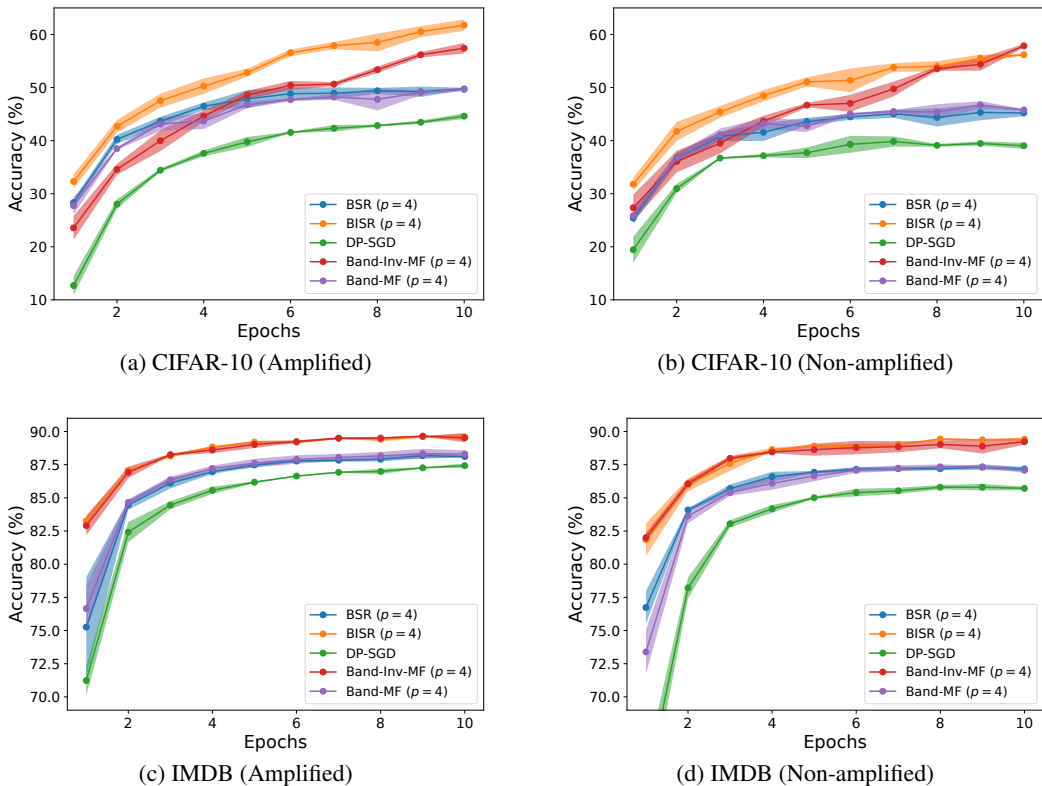 60
50
40
30
20
10
Accuracy (%)
2 4 6 8 10
Epochs
BSR (p = 4)
BISR (p = 4)
DP-SGD
Band-Inv-MF (p = 4)
Band-MF (p = 4)
(a) CIFAR-10 (Amplified)
60
50
40
30
20
10
Accuracy (%)
2 4 6 8 10
Epochs
BSR (p = 4)
BISR (p = 4)
DP-SGD
Band-Inv-MF (p = 4)
Band-MF (p = 4)
(b) CIFAR-10 (Non-amplified)
90.0
87.5
85.0
82.5
80.0
77.5
75.0
72.5
70.0
Accuracy (%)
2 4 6 8 10
Epochs
BSR (p = 4)
BISR (p = 4)
DP-SGD
Band-Inv-MF (p = 4)
Band-MF (p = 4)
(c) IMDB (Amplified)
90.0
87.5
85.0
82.5
80.0
77.5
75.0
72.5
70.0
Accuracy (%)
2 4 6 8 10
Epochs
BSR (p = 4)
BISR (p = 4)
DP-SGD
Band-Inv-MF (p = 4)
Band-MF (p = 4)
(d) IMDB (Non-amplified)